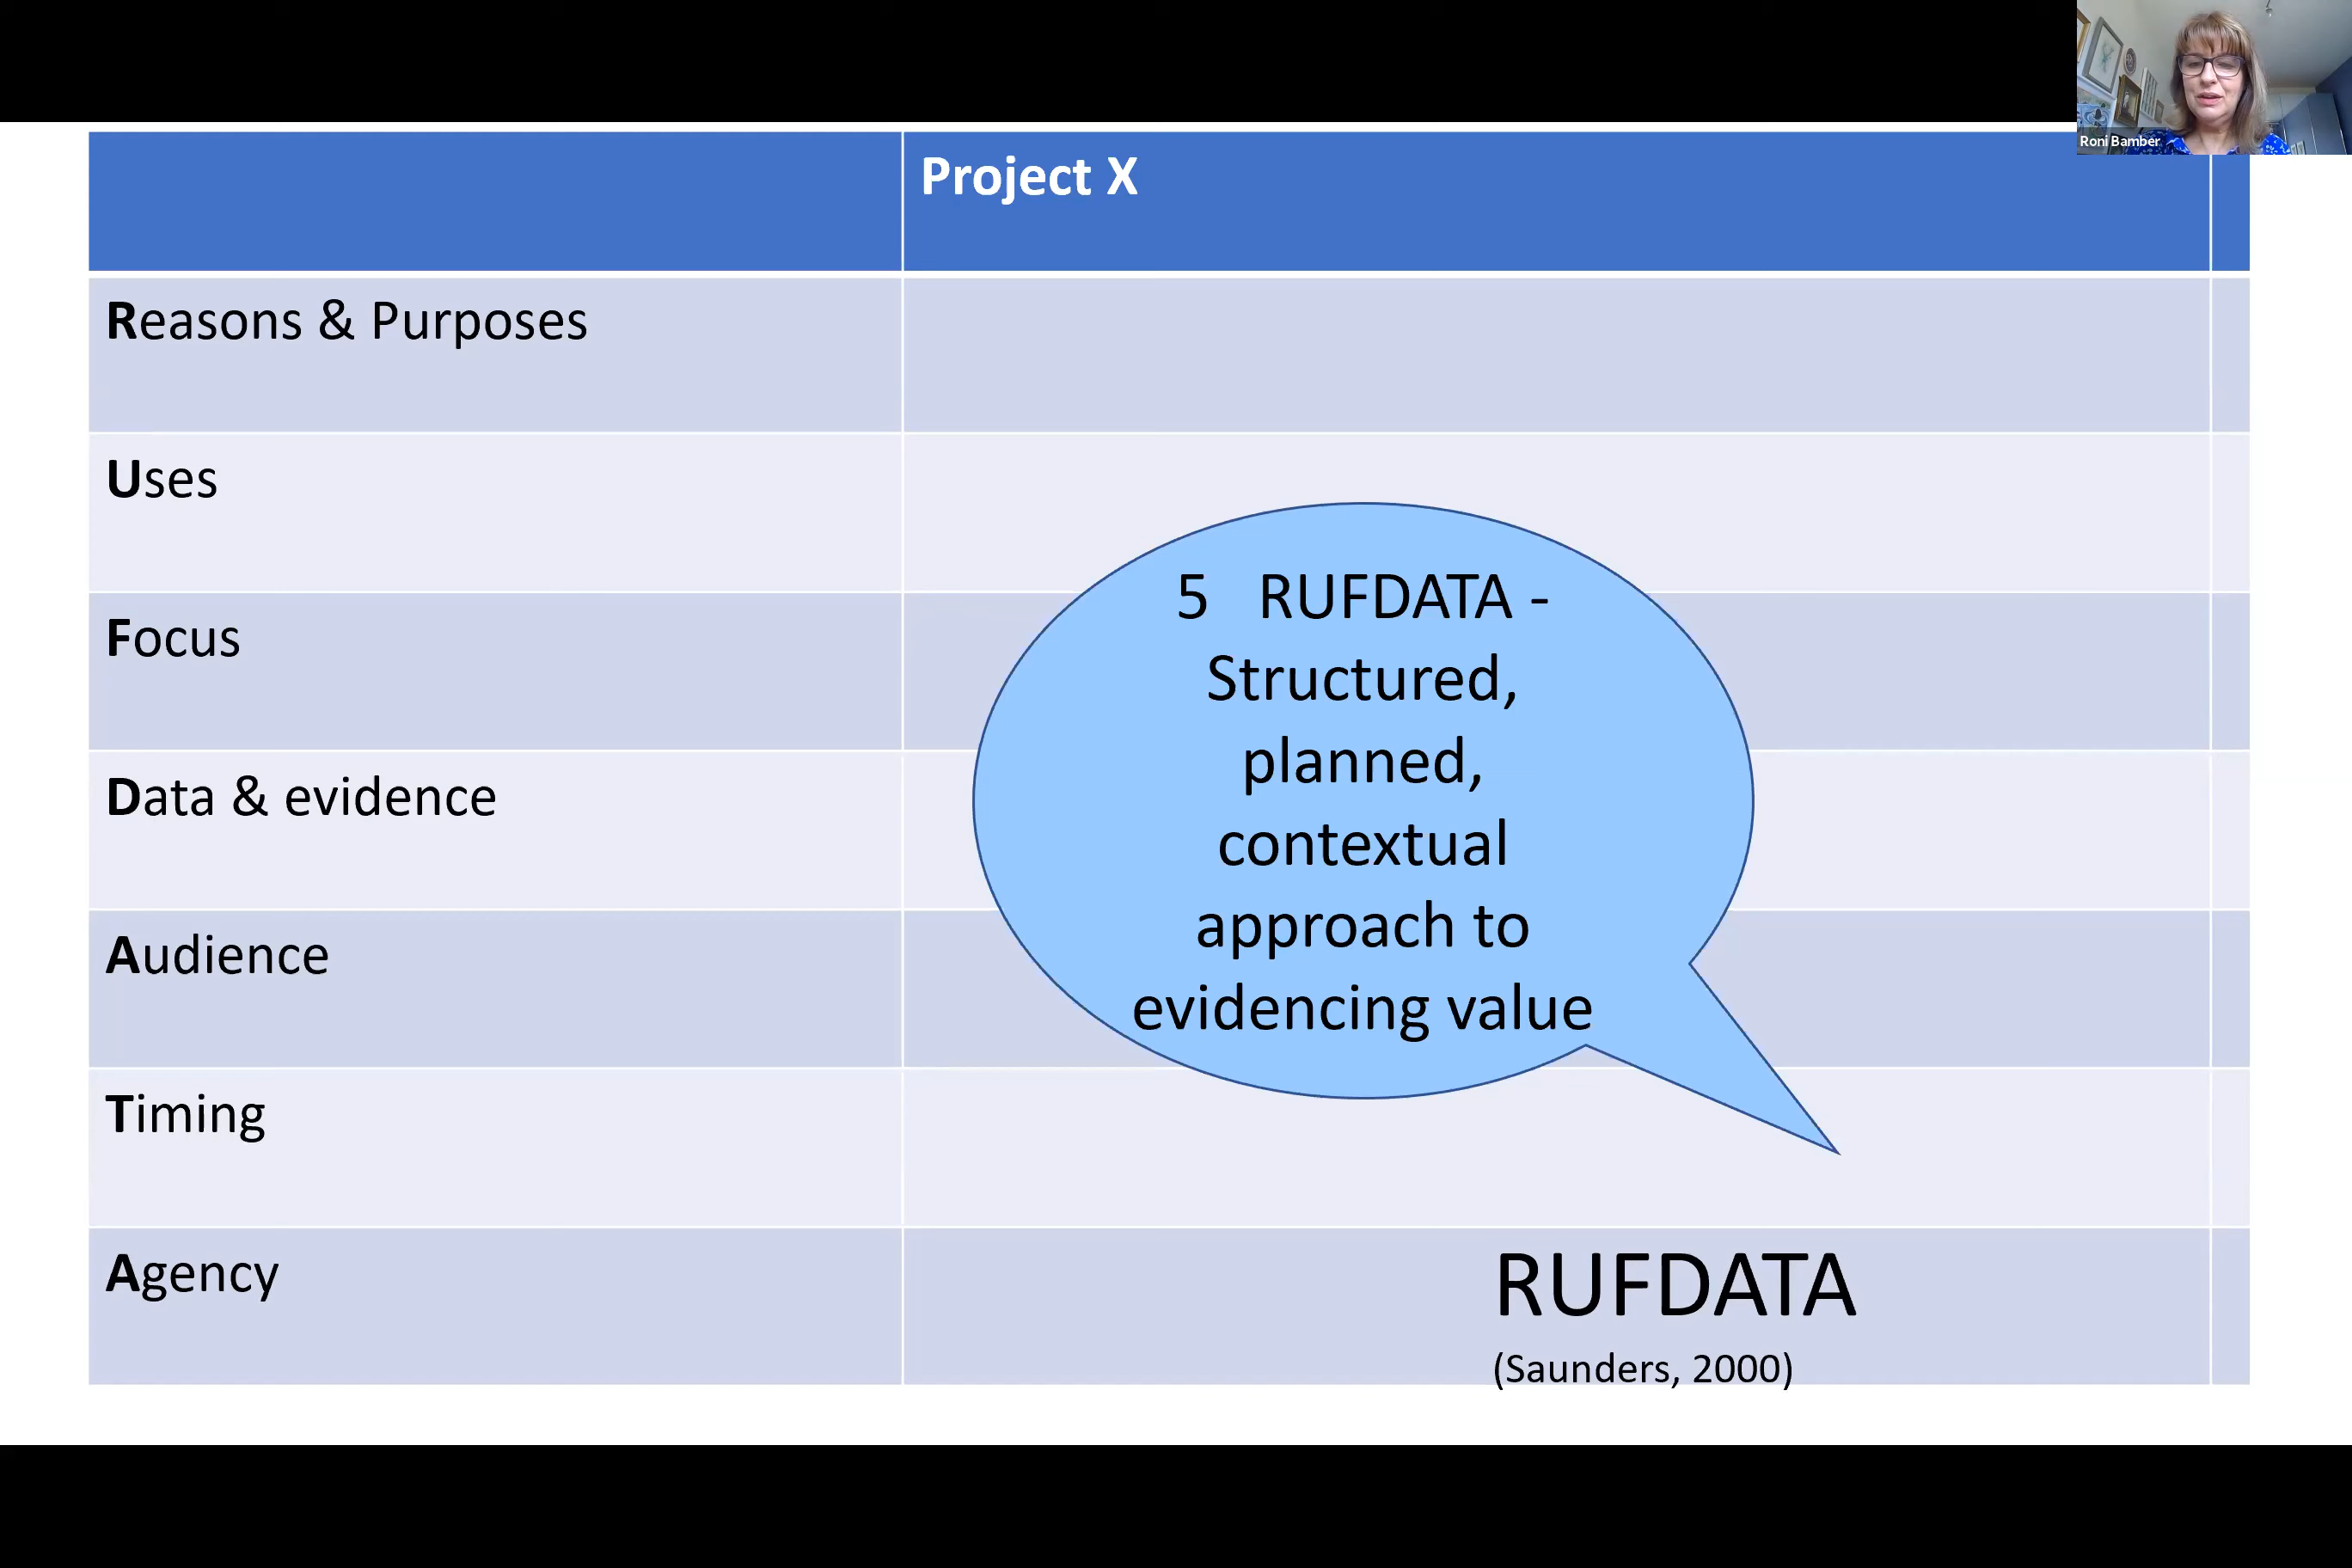 Roni Bamber
Project X
Reasons & Purposes
Uses
Focus
Data & evidence
Audience
Timing
Agency
5 RUFDATA -
Structured,
planned,
contextual
approach to
evidencing value
RUFDATA
(Saunders, 2000)